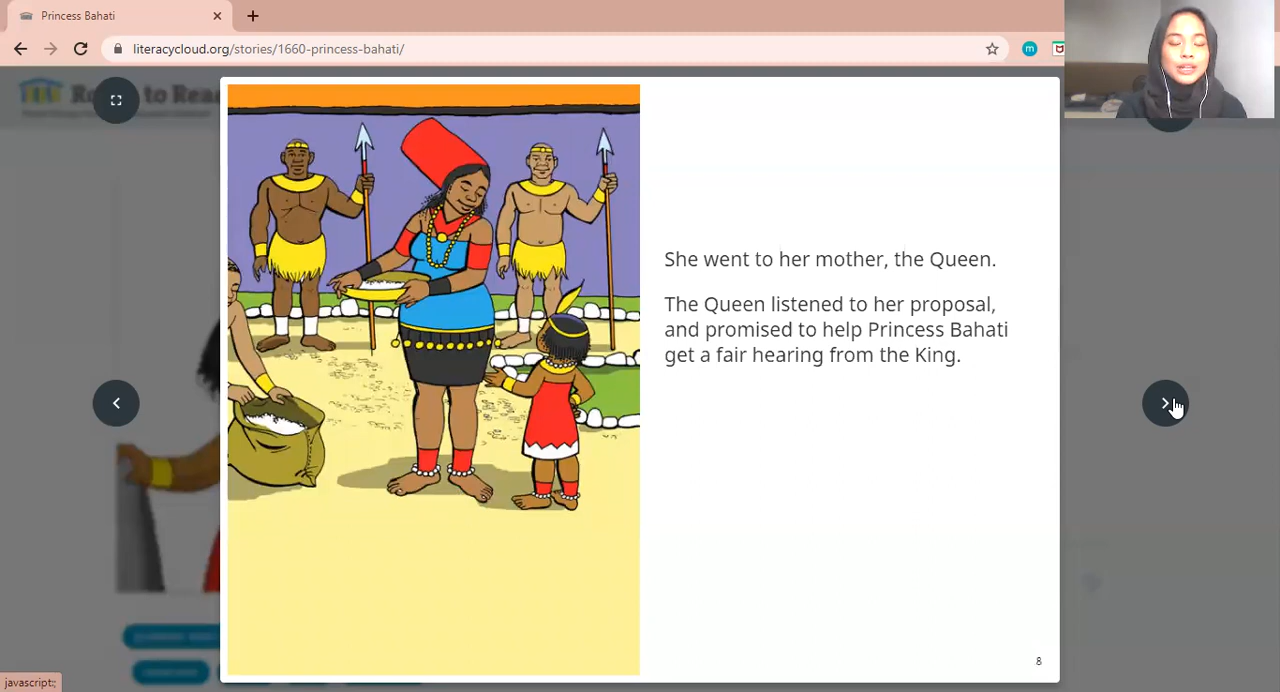 Princess Bahati
literacycloud.org/stories/1660-princess-bahati/
m
She went to her mother, the Queen.
The Queen listened to her proposal,
and promised to help Princess Bahati
get a fair hearing from the King.
8
javascript:;